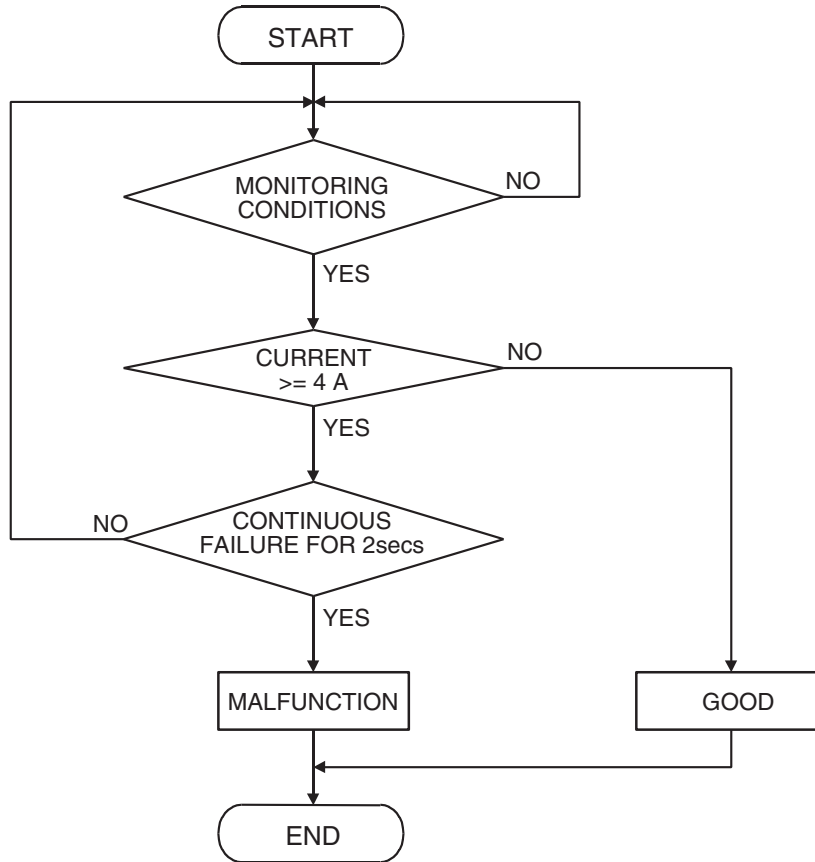 START
MONITORING
CONDITIONS
NO
YES
CURRENT
>= 4 A
NO
YES
CONTINUOUS
FAILURE FOR 2secs
NO
YES
MALFUNCTION
GOOD
END